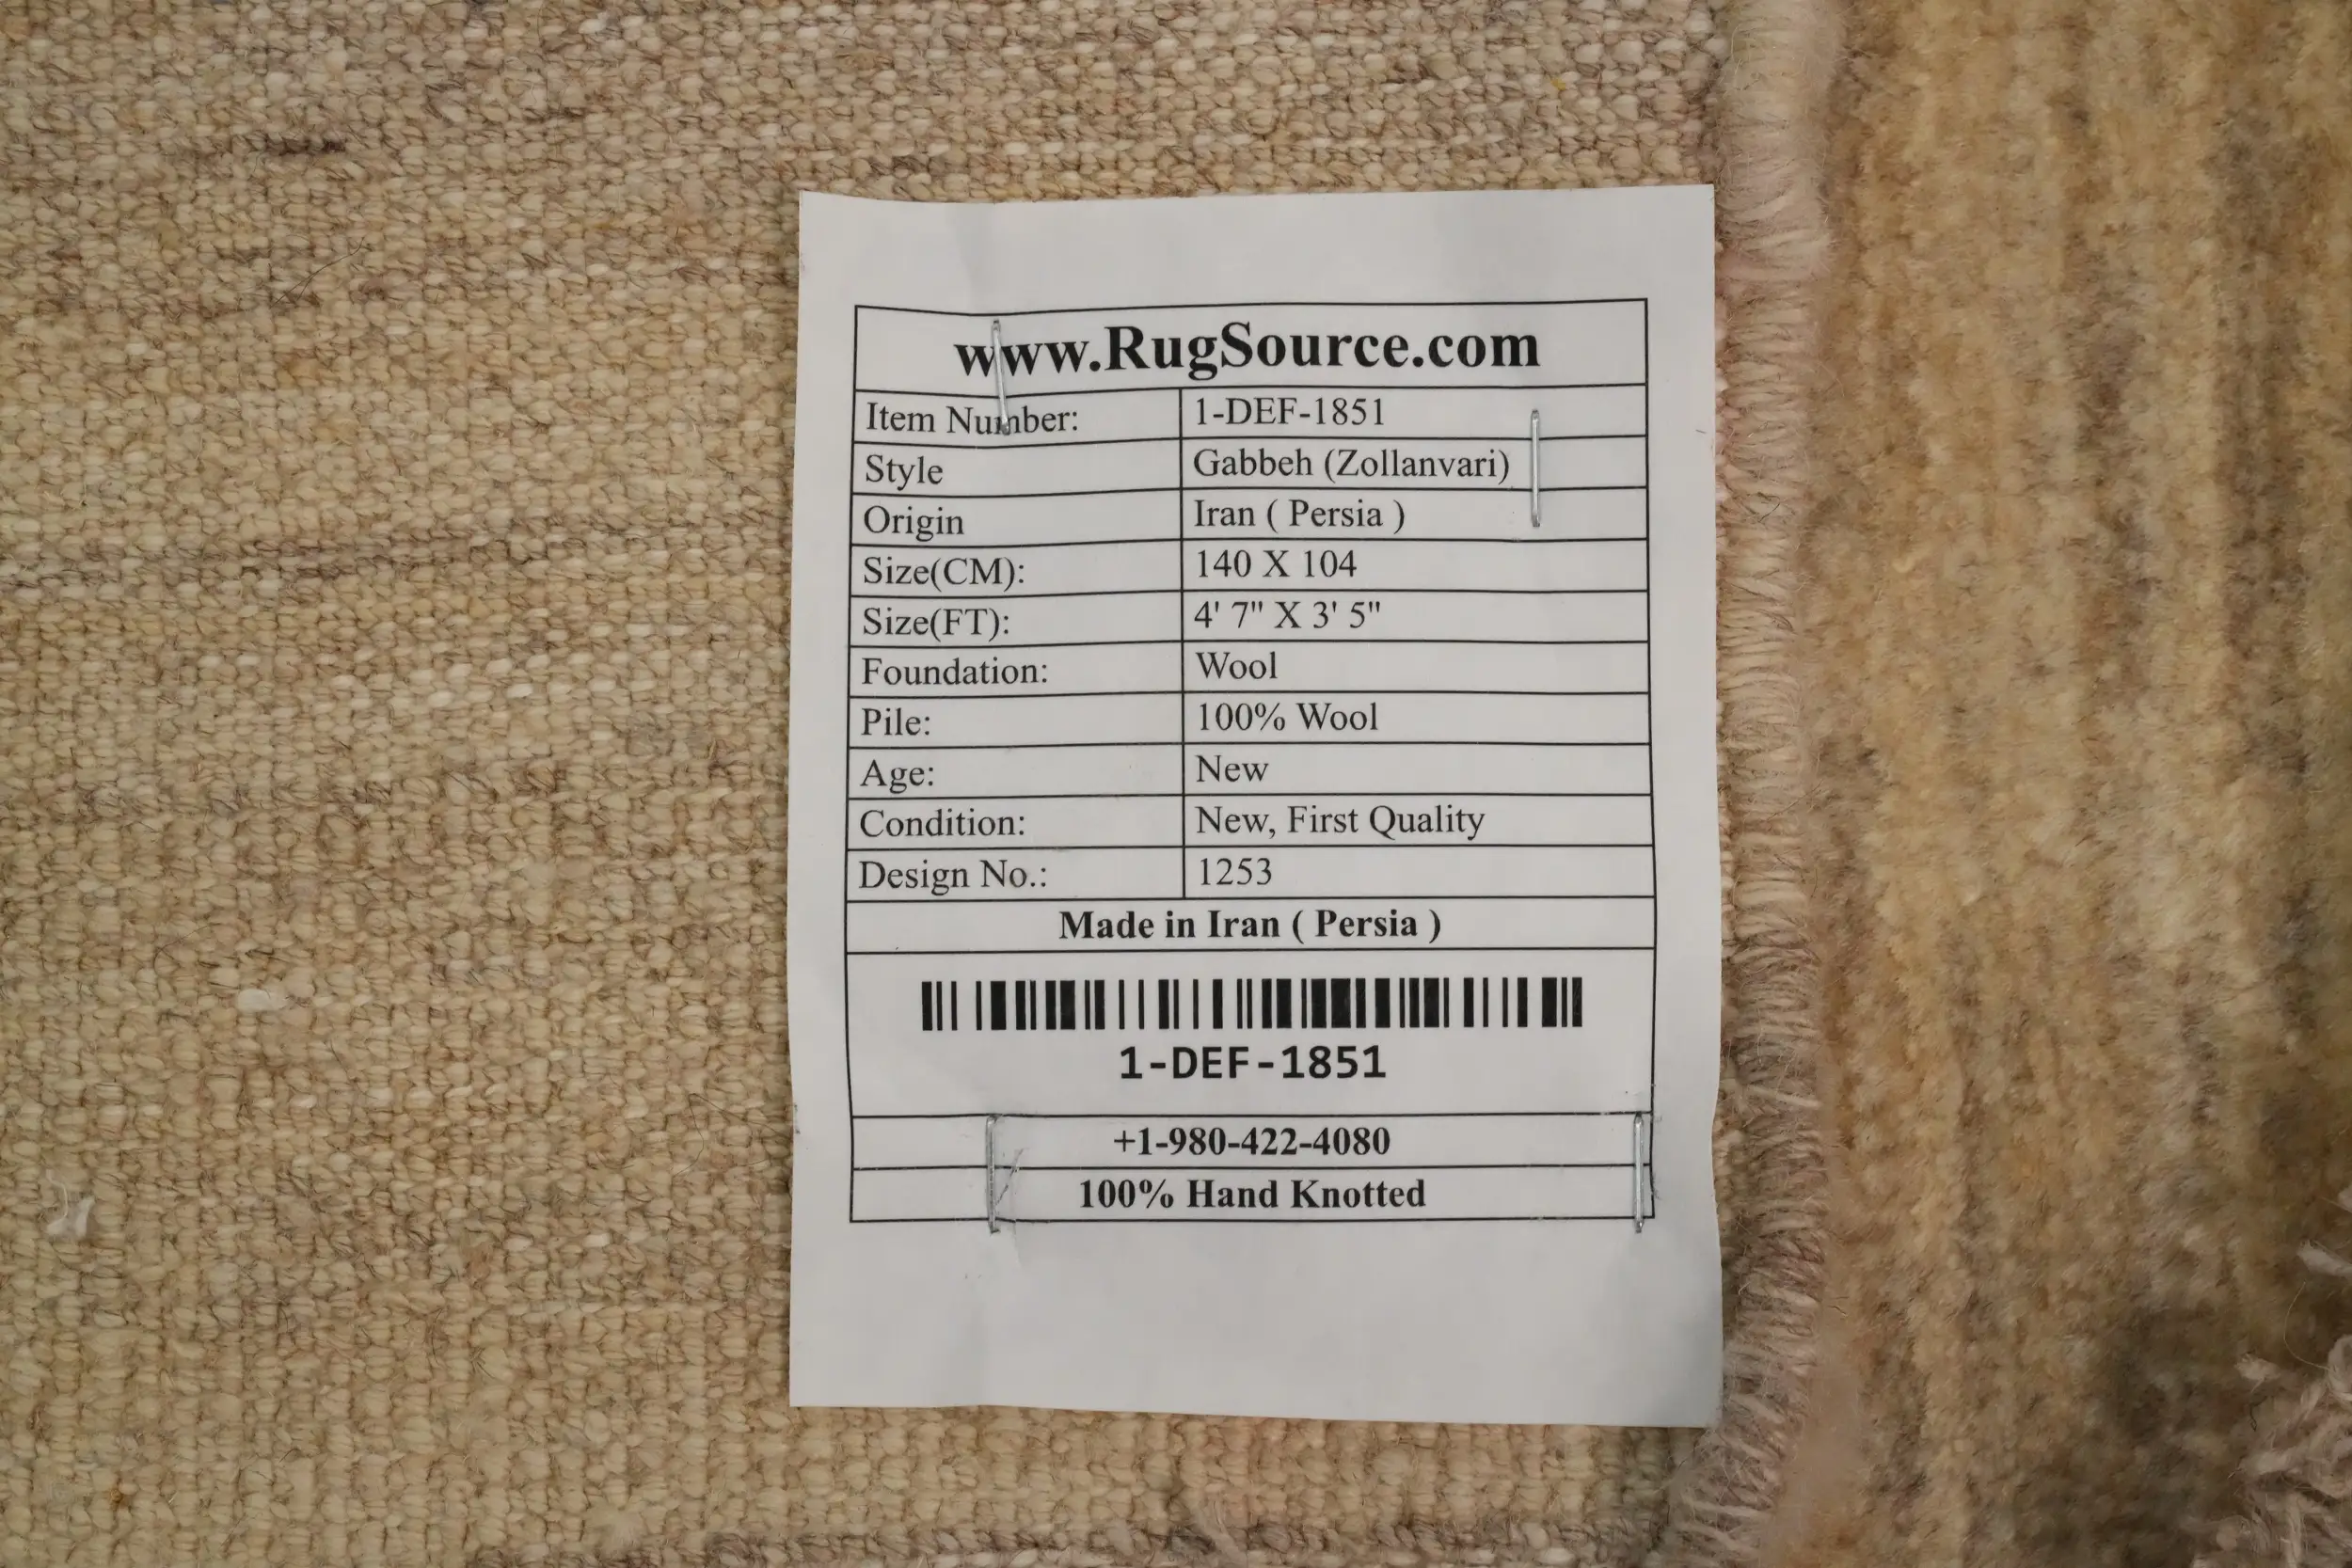 www.RugSource.com
Item Number: 1-DEF-1851
Style Gabbeh (Zollanvari)
Origin Iran ( Persia )
Size(CM): 140 X 104
Size(FT): 4' 7" X 3' 5"
Foundation: Wool
Pile: 100% Wool
Age: New
Condition: New, First Quality
Design No.: 1253
Made in Iran ( Persia )
1-DEF-1851
+1-980-422-4080
100% Hand Knotted